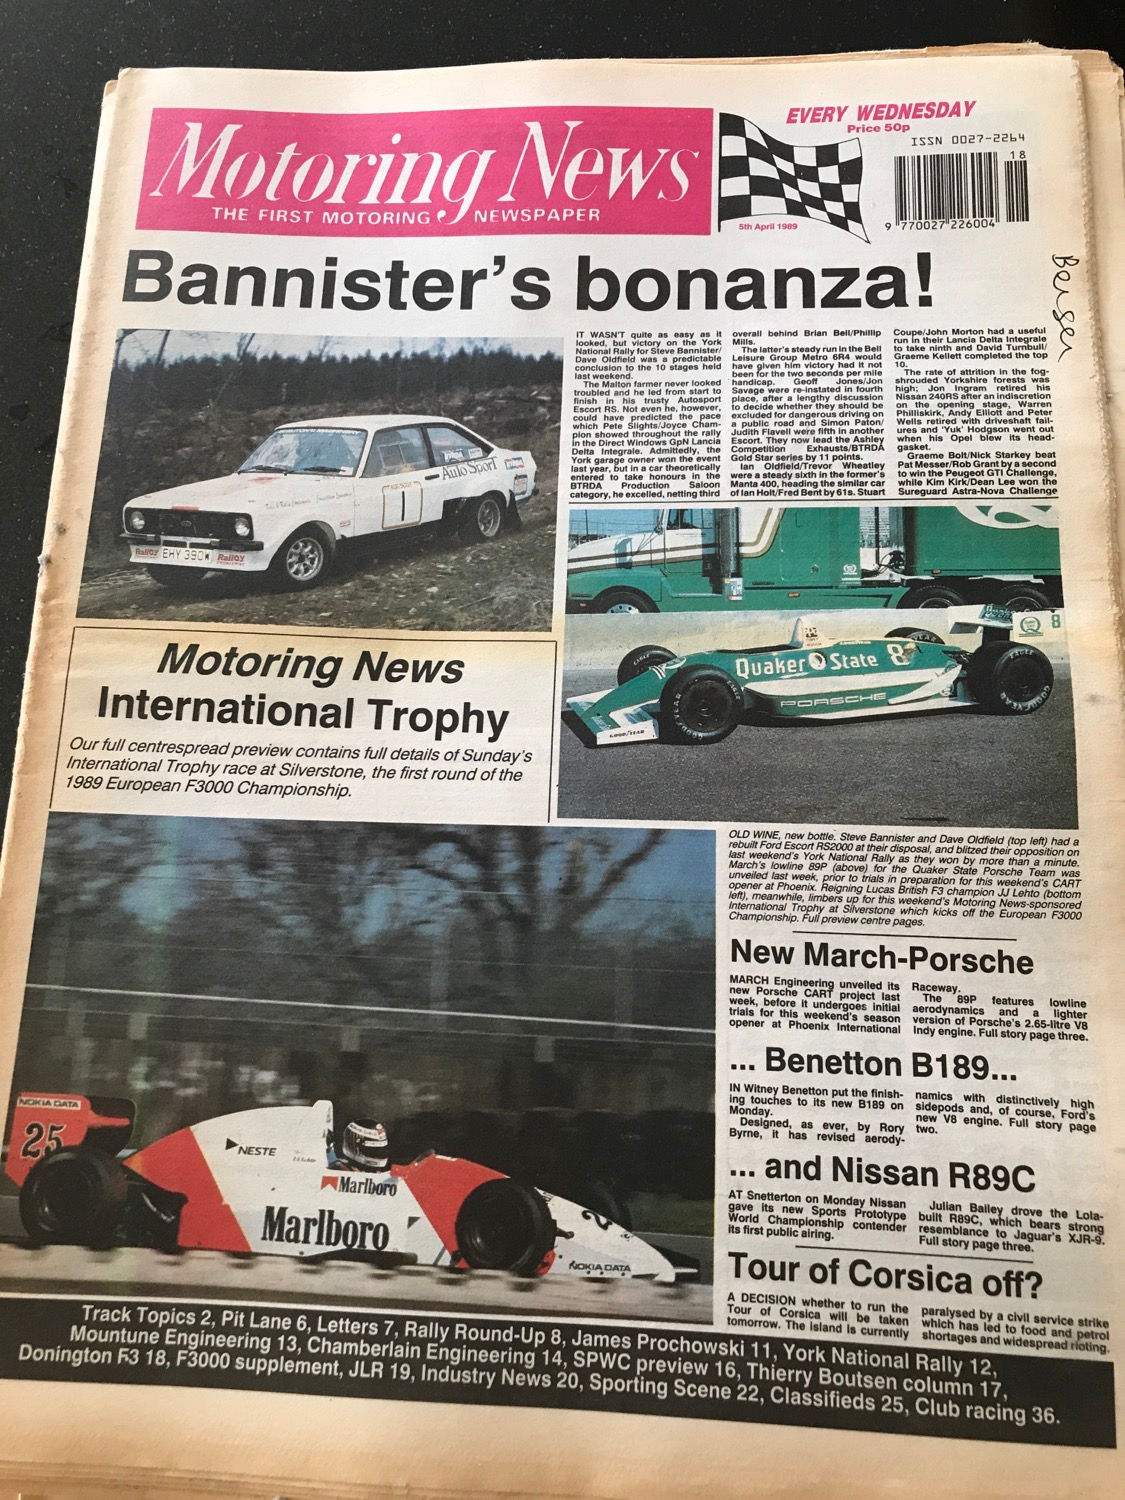 Motoring News
THE FIRST MOTORING NEWSPAPER
EVERY WEDNESDAY
Price 50p
ISSN 0027-2264
18
9 770027 226004
5th April 1989
Bannister's bonanza!
IT WASN'T quite as easy as it
looked, but victory on the York
National Rally for Steve Bannister/
Dave Oldfield was a predictable
conclusion to the 10 stages held
last weekend.
The Malton farmer never looked
troubled and he led from start to
finish in his trusty Autosport
Escort RS. Not even he, however,
could have predicted the pace
which Pete Slights/Joyce Cham-
pion showed throughout the rally
in the Direct Windows GpN Lancia
Delta Integrale. Admittedly, the
York garage owner won the event
last year, but in a car theoretically
entered to take honours in the
BTRDA Production Saloon
category, he excelled, netting third
overall behind Brian Bell/Phillip
Mills.
The latter's steady run in the Bell
Leisure Group Metro 6R4 would
have given him victory had it not
been for the two seconds per mile
handicap. Geoff Jones/Jon
Savage were re-instated in fourth
place, after a lengthy discussion
to decide whether they should be
excluded for dangerous driving on
a public road and Simon Paton/
Judith Flavell were fifth in another
Escort. They now lead the Ashley
Competition Exhausts/BTRDA
Gold Star series by 11 points.
Ian Oldfield/Trevor Wheatley
were a steady sixth in the former's
Manta 400, heading the similar car
of Ian Holt/Fred Bent by 61s. Stuart
Coupe/John Morton had a useful
run in their Lancia Delta Integrale
to take ninth and David Turnbull/
Graeme Kellett completed the top
10.
The rate of attrition in the fog-
shrouded Yorkshire forests was
high; Jon Ingram retired his
Nissan 240RS after an indiscretion
on the opening stage, Warren
Philliskirk, Andy Elliott and Peter
Wells retired with driveshaft fail-
ures and 'Yuk' Hodgson went out
when his Opel blew its head-
gasket.
Graeme Bolt/Nick Starkey beat
Pat Messer/Rob Grant by a second
to win the Peugeot GTI Challenge,
while Kim Kirk/Dean Lee won the
Sureguard Astra-Nova Challenge
AutoSport
1
EHY 390W
RallOy
RallOy
Quaker State 8
PORSCHE
GOODYEAR
EAGLE
GOODYEAR
EAGLE
8
Motoring News
International Trophy
Our full centrespread preview contains full details of Sunday's
International Trophy race at Silverstone, the first round of the
1989 European F3000 Championship.
OLD WINE, new bottle. Steve Bannister and Dave Oldfield (top left) had a
rebuilt Ford Escort RS2000 at their disposal, and blitzed their opposition on
last weekend's York National Rally as they won by more than a minute.
March's lowline 89P (above) for the Quaker State Porsche Team was
unveiled last week, prior to trials in preparation for this weekend's CART
opener at Phoenix. Reigning Lucas British F3 champion JJ Lehto (bottom
left), meanwhile, limbers up for this weekend's Motoring News-sponsored
International Trophy at Silverstone which kicks off the European F3000
Championship. Full preview centre pages.
New March-Porsche
MARCH Engineering unveiled its
new Porsche CART project last
week, before it undergoes initial
trials for this weekend's season
opener at Phoenix International
Raceway.
The 89P features lowline
aerodynamics and a lighter
version of Porsche's 2.65-litre V8
Indy engine. Full story page three.
... Benetton B189...
IN Witney Benetton put the finish-
ing touches to its new B189 on
Monday.
Designed, as ever, by Rory
Byrne, it has revised aerody-
namics with distinctively high
sidepods and, of course, Ford's
new V8 engine. Full story page
two.
... and Nissan R89C
AT Snetterton on Monday Nissan
gave its new Sports Prototype
World Championship contender
its first public airing.
Julian Bailey drove the Lola-
built R89C, which bears strong
resemblance to Jaguar's XJR-9.
Full story page three.
Tour of Corsica off?
A DECISION whether to run the
Tour of Corsica will be taken
tomorrow. The island is currently
paralysed by a civil service strike
which has led to food and petrol
shortages and widespread rioting.
NOKIA DATA
25
NESTE
Marlboro
Marlboro
2
NOKIA DATA
Track Topics 2, Pit Lane 6, Letters 7, Rally Round-Up 8, James Prochowski 11, York National Rally 12,
Mountune Engineering 13, Chamberlain Engineering 14, SPWC preview 16, Thierry Boutsen column 17,
Donington F3 18, F3000 supplement, JLR 19, Industry News 20, Sporting Scene 22, Classifieds 25, Club racing 36.